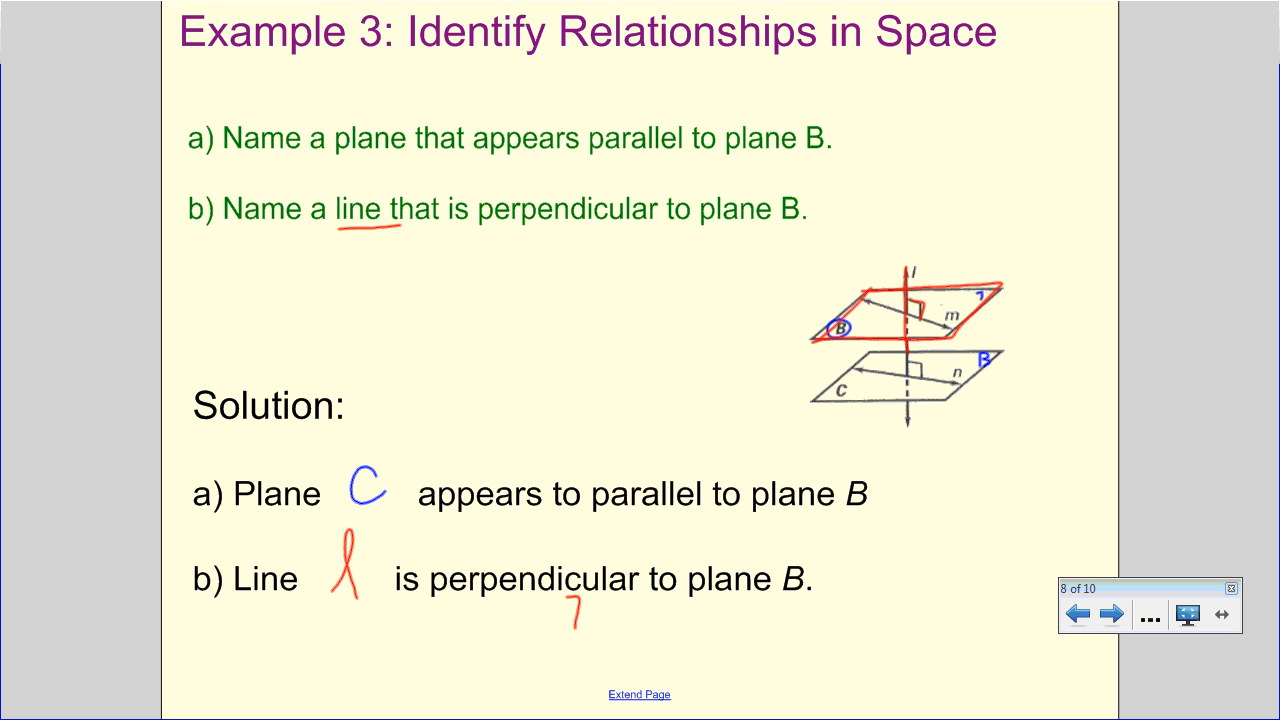 Example 3: Identify Relationships in Space
a) Name a plane that appears parallel to plane B.
b) Name a line that is perpendicular to plane B.
l
m
B
B
n
C
Solution:
a) Plane C appears to parallel to plane B
b) Line l is perpendicular to plane B.
8 of 10
...
Extend Page